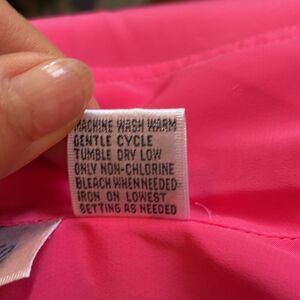 MACHINE WASH WARM
GENTLE CYCLE
TUMBLE DRY LOW
ONLY NON-CHLORINE
BLEACH WHEN NEEDED
IRON ON LOWEST
SETTING AS NEEDED